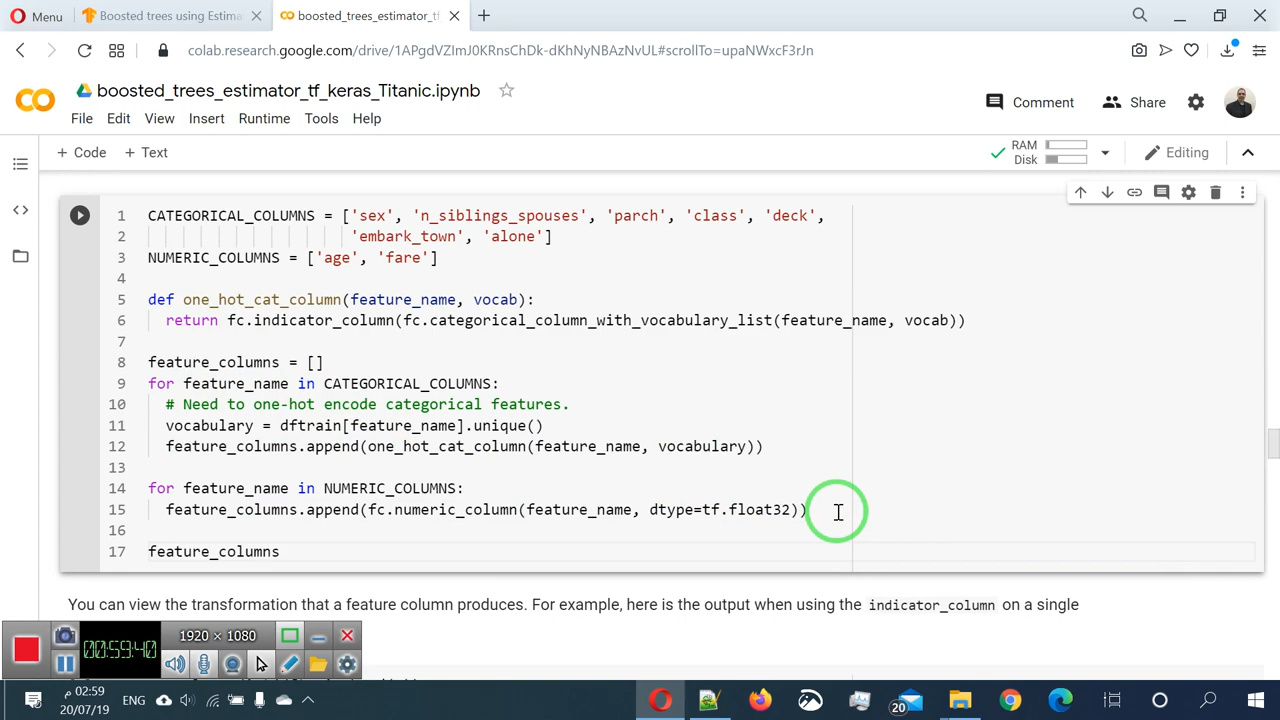 Menu
Boosted trees using Estima
boosted_trees_estimator_tf_
colab.research.google.com/drive/1APgdVZImJ0KRnsChDk-dKhNyNBAzNvUL#scrollTo=upaNWxcF3rJn
boosted_trees_estimator_tf_keras_Titanic.ipynb
Comment
Share
File Edit View Insert Runtime Tools Help
+ Code + Text
RAM
Disk
Editing
1 CATEGORICAL_COLUMNS = ['sex', 'n_siblings_spouses', 'parch', 'class', 'deck',
2 'embark_town', 'alone']
3 NUMERIC_COLUMNS = ['age', 'fare']
4
5 def one_hot_cat_column(feature_name, vocab):
6 return fc.indicator_column(fc.categorical_column_with_vocabulary_list(feature_name, vocab))
7
8 feature_columns = []
9 for feature_name in CATEGORICAL_COLUMNS:
10 # Need to one-hot encode categorical features.
11 vocabulary = dftrain[feature_name].unique()
12 feature_columns.append(one_hot_cat_column(feature_name, vocabulary))
13
14 for feature_name in NUMERIC_COLUMNS:
15 feature_columns.append(fc.numeric_column(feature_name, dtype=tf.float32))
16
17 feature_columns
You can view the transformation that a feature column produces. For example, here is the output when using the indicator_column on a single
1920 × 1080
00:59:40
02:59 م
20/07/19
ENG
20